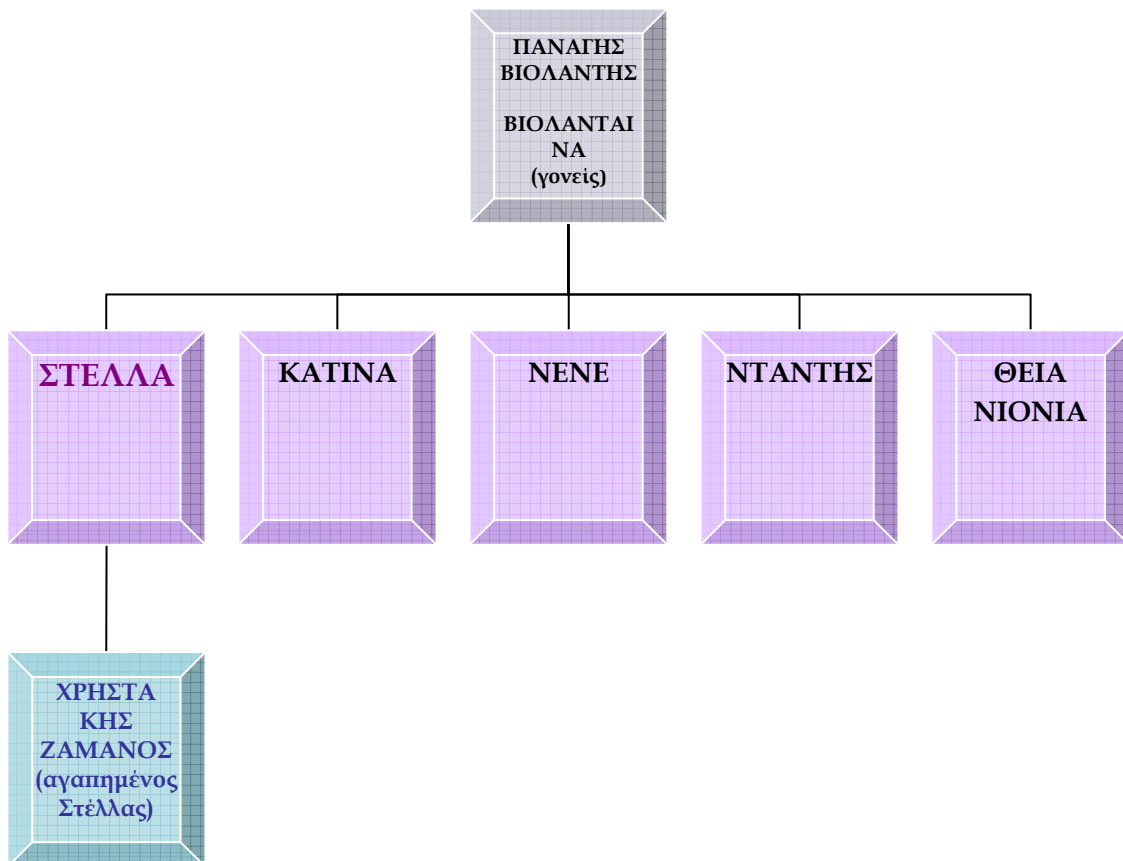 ΠΑΝΑΓΗΣ
ΒΙΟΛΑΝΤΗΣ
ΒΙΟΛΑΝΤΑΙ
ΝΑ
(γονείς)
ΣΤΕΛΛΑ
ΚΑΤΙΝΑ
ΝΕΝΕ
ΝΤΑΝΤΗΣ
ΘΕΙΑ
ΝΙΟΝΙΑ
ΧΡΗΣΤΑ
ΚΗΣ
ΖΑΜΑΝΟΣ
(αγαπημένος
Στέλλας)